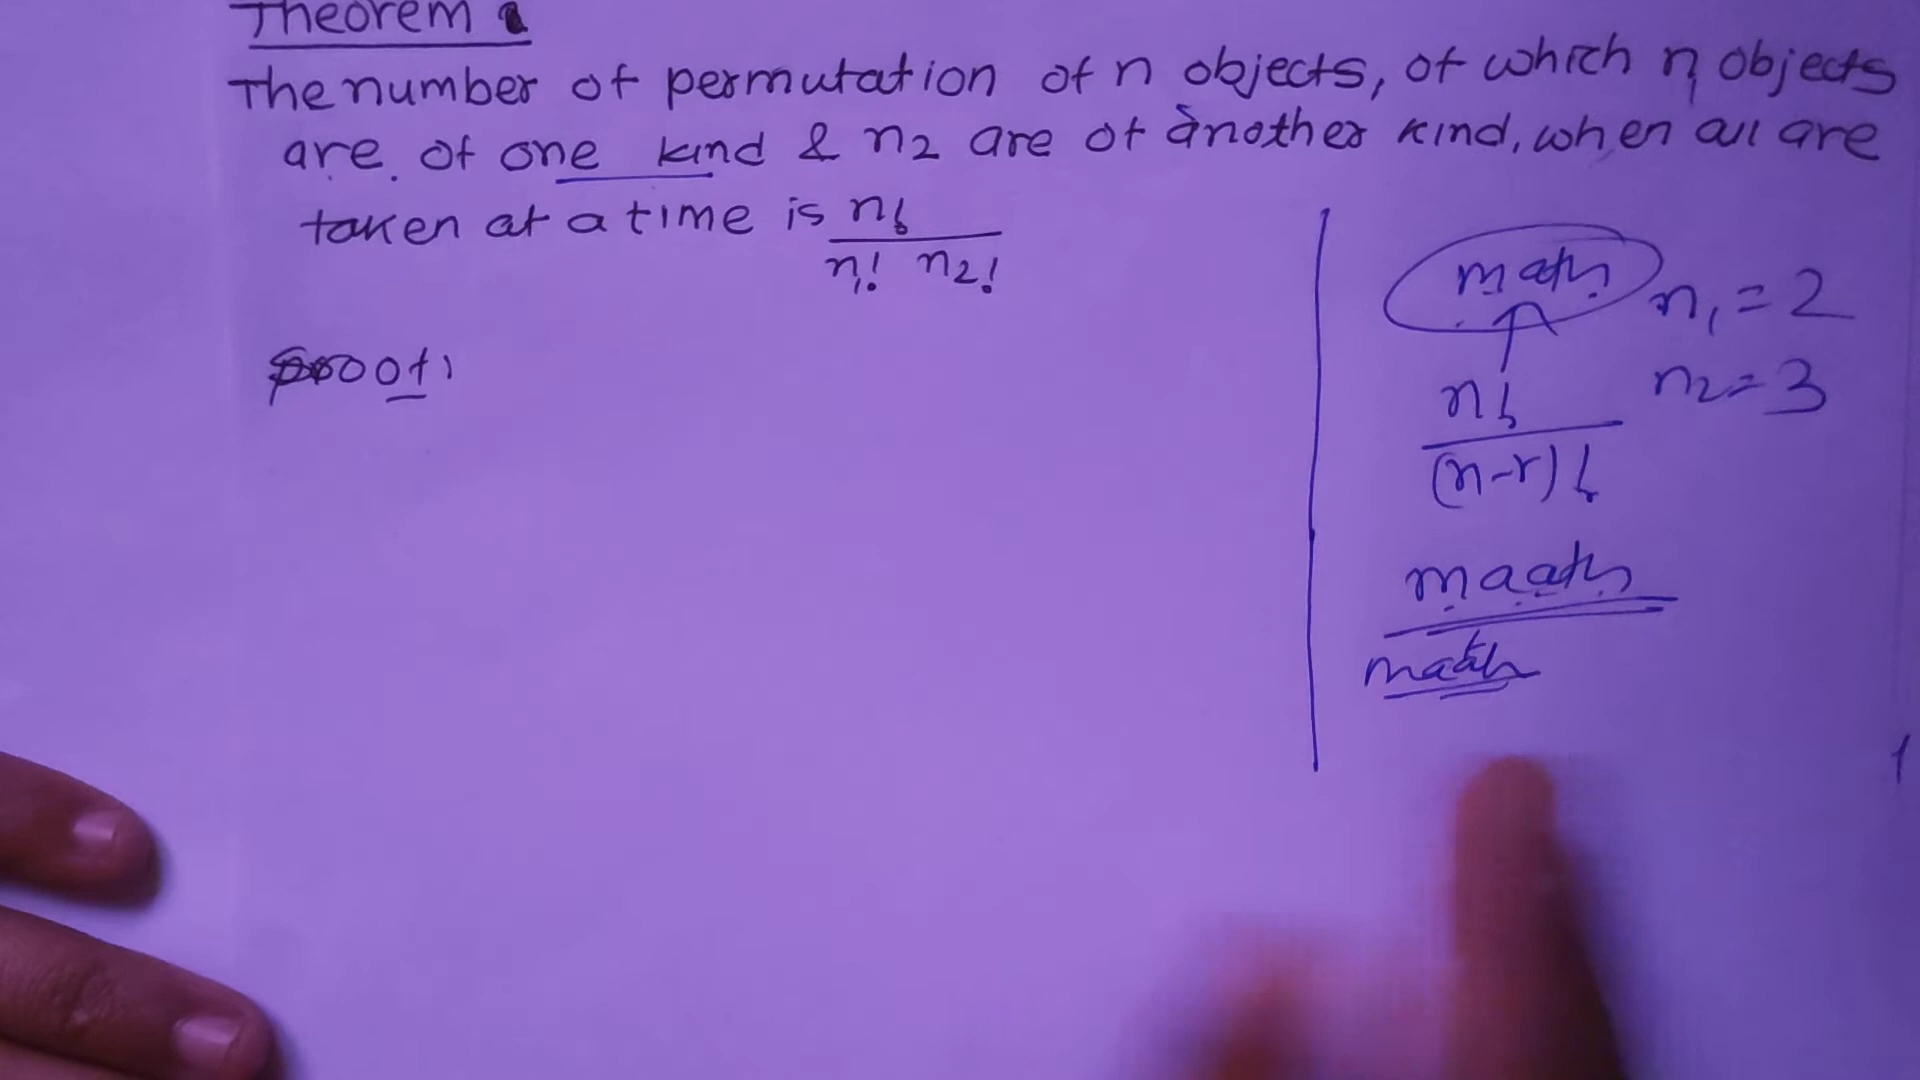 Theorem
The number of permutation of n objects, of which n1 objects
are of one kind & n2 are of another kind, when all are
taken at a time is n!
n1! n2!
proof:
math n1 = 2
n2 = 3
n!
(n-r)!
maath